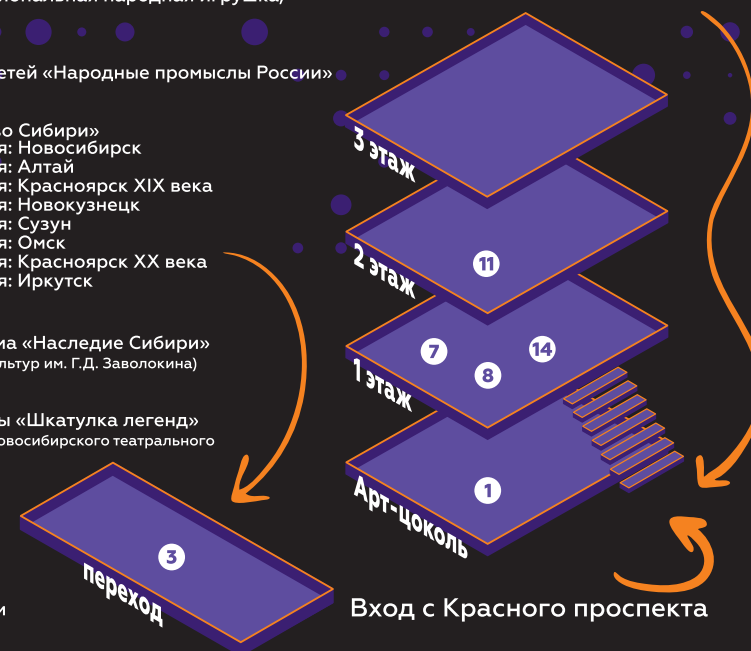 етей «Народные промыслы России»
о Сибири»
я: Новосибирск
я: Алтай
я: Красноярск XIX века
я: Новокузнецк
я: Сузун
я: Омск
я: Красноярск XX века
я: Иркутск
ма «Наследие Сибири»
льтур им. Г.Д. Заволокина)
ы «Шкатулка легенд»
овосибирского театрального
и
3 этаж
2 этаж
11
1 этаж
7
8
14
Арт-цоколь
1
переход
3
Вход с Красного проспекта